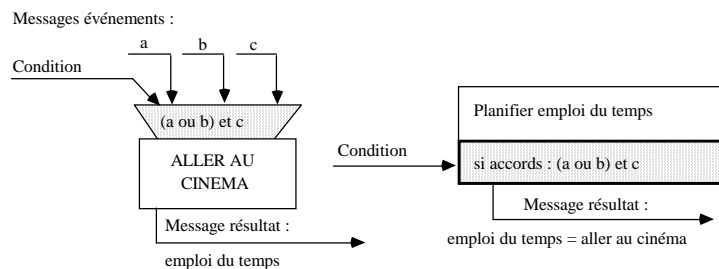 Messages événements :
a b c
Condition
(a ou b) et c
ALLER AU
CINEMA
Message résultat :
emploi du temps
Planifier emploi du temps
Condition
si accords : (a ou b) et c
Message résultat :
emploi du temps = aller au cinéma